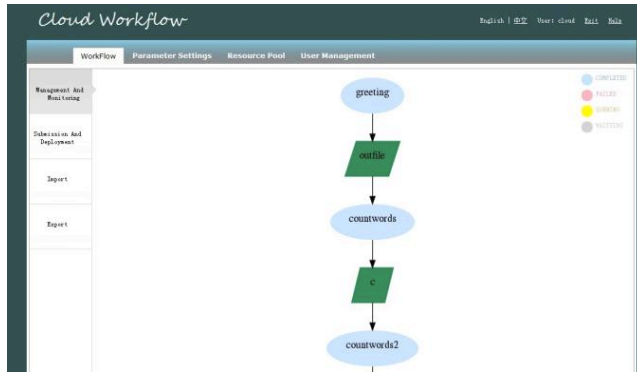 Cloud Workflow
English | 中文 User: cloud Exit Help
WorkFlow Parameter Settings Resource Pool User Management
Management And
Monitoring
Submission And
Deployment
Import
Export
greeting
outfile
countwords
c
countwords2
COMPLETED
FAILED
RUNNING
WAITTING